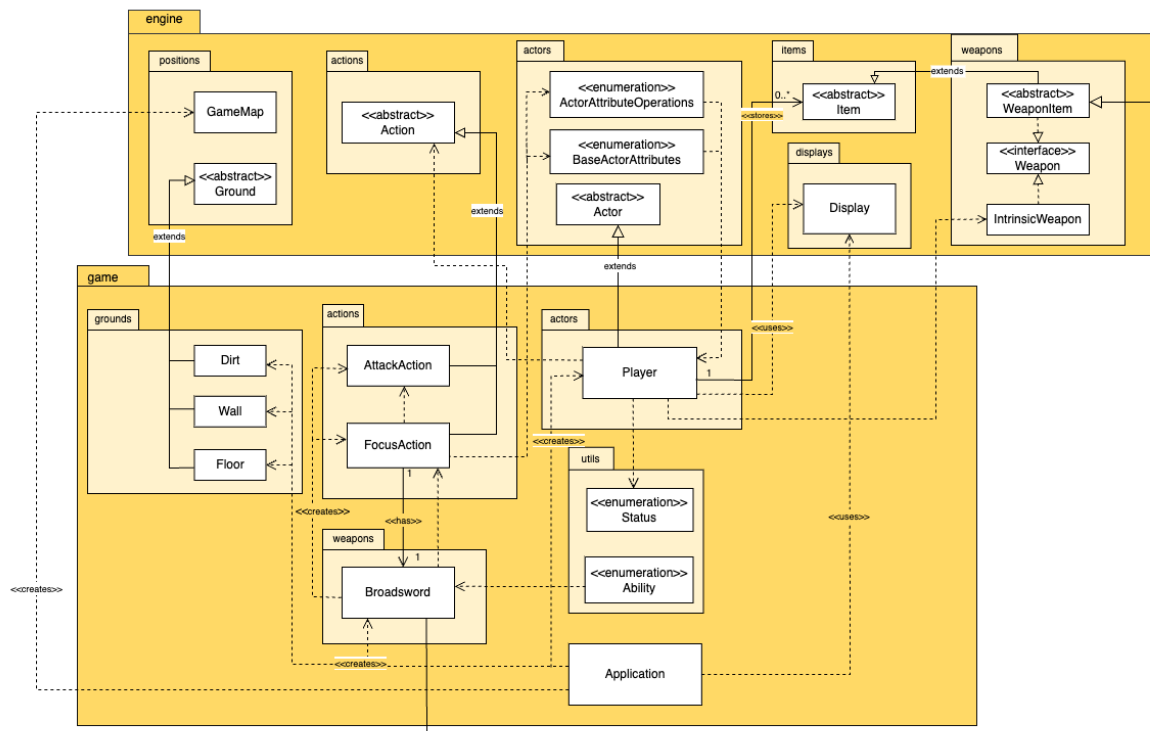 engine
positions
GameMap
<<abstract>>
Ground
extends
actions
<<abstract>>
Action
extends
actors
<<enumeration>>
ActorAttributeOperations
<<enumeration>>
BaseActorAttributes
<<abstract>>
Actor
extends
items
0..*
<<abstract>>
Item
<<stores>>
extends
weapons
<<abstract>>
WeaponItem
<<interface>>
Weapon
IntrinsicWeapon
displays
Display
game
grounds
Dirt
Wall
Floor
actions
AttackAction
FocusAction
1
<<creates>>
<<has>>
1
actors
Player
1
<<uses>>
<<creates>>
utils
<<enumeration>>
Status
<<enumeration>>
Ability
<<uses>>
weapons
Broadsword
<<creates>>
<<creates>>
Application